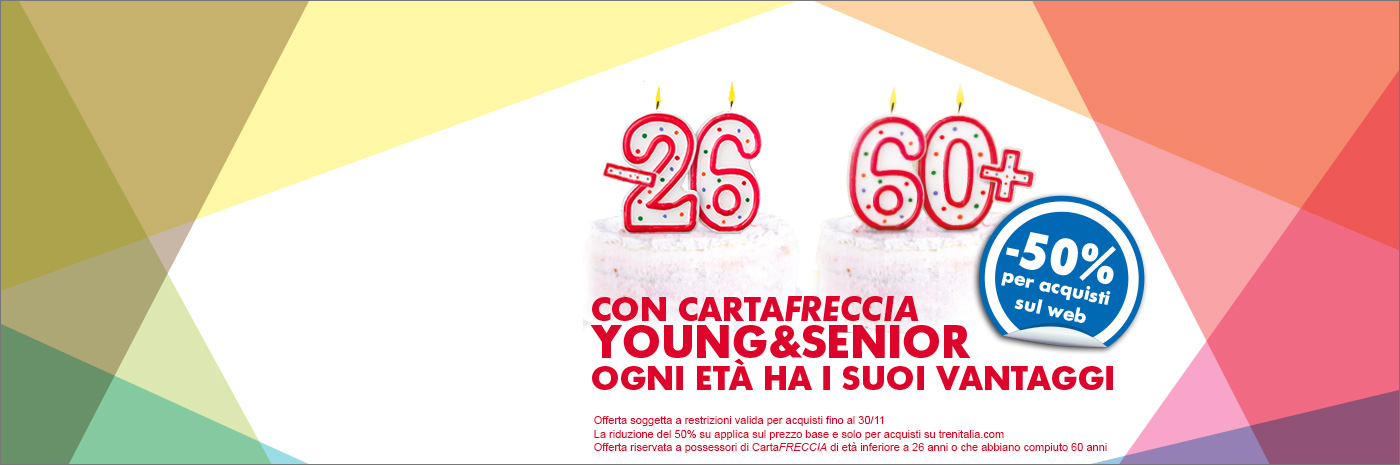 -26
60+
-50%
per acquisti
sul web
CON CARTAFRECCIA
YOUNG&SENIOR
OGNI ETÀ HA I SUOI VANTAGGI
Offerta soggetta a restrizioni valida per acquisti fino al 30/11
La riduzione del 50% su applica sul prezzo base e solo per acquisti su trenitalia.com
Offerta riservata a possessori di CartaFRECCIA di età inferiore a 26 anni o che abbiano compiuto 60 anni